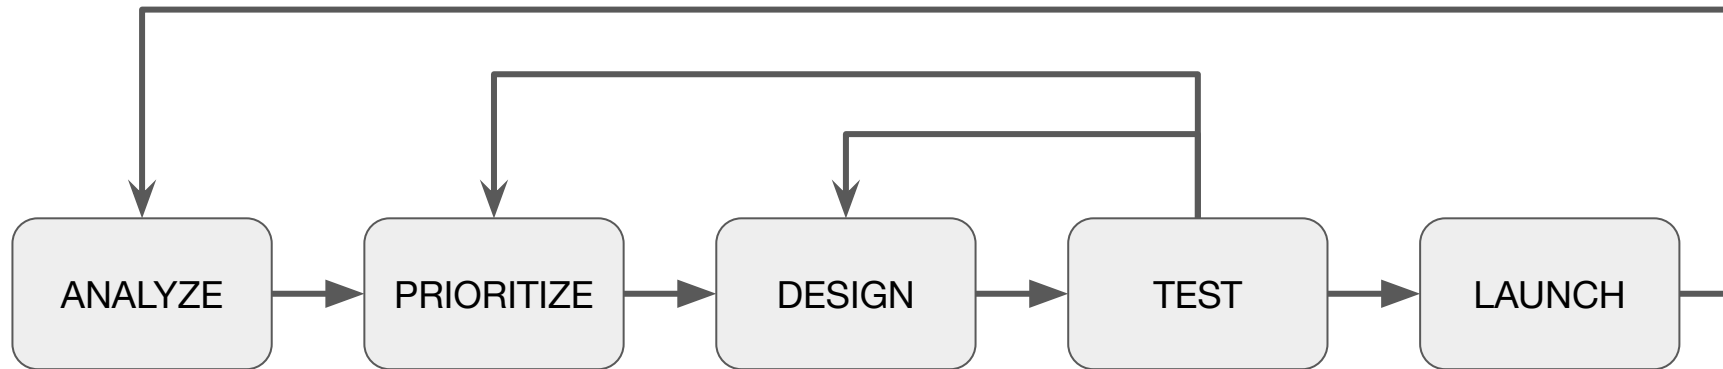 ANALYZE
PRIORITIZE
DESIGN
TEST
LAUNCH